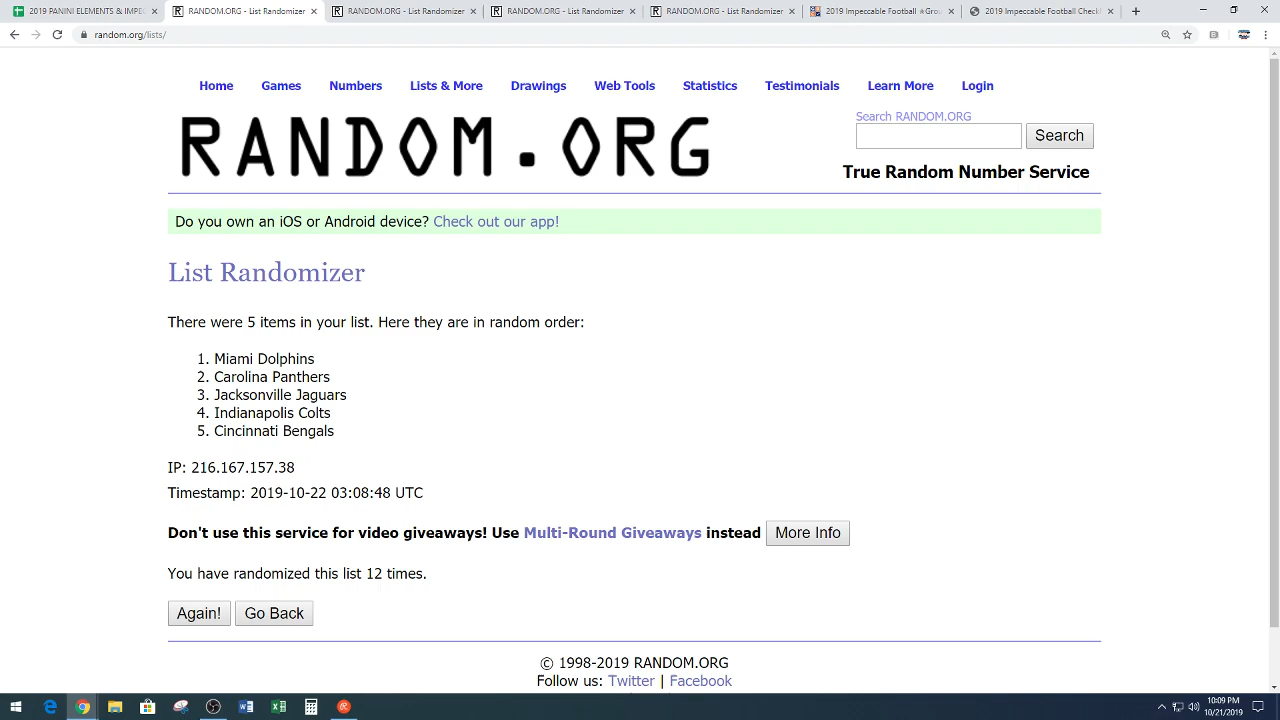 2019 PANINI ELEMENTS & IMPEC
RANDOM.ORG - List Randomizer
RANDOM.ORG - List Randomizer
RANDOM.ORG - List Randomizer
RANDOM.ORG - List Randomizer
2019 Impeccable Football #Grou
2019 Impeccable Football Check
random.org/lists/
Home Games Numbers Lists & More Drawings Web Tools Statistics Testimonials Learn More Login
RANDOM.ORG
Search RANDOM.ORG
Search
True Random Number Service
Do you own an iOS or Android device? Check out our app!
List Randomizer
There were 5 items in your list. Here they are in random order:
1. Miami Dolphins
2. Carolina Panthers
3. Jacksonville Jaguars
4. Indianapolis Colts
5. Cincinnati Bengals
IP: 216.167.157.38
Timestamp: 2019-10-22 03:08:48 UTC
Don't use this service for video giveaways! Use Multi-Round Giveaways instead More Info
You have randomized this list 12 times.
Again! Go Back
© 1998-2019 RANDOM.ORG
Follow us: Twitter | Facebook
10:09 PM
10/21/2019